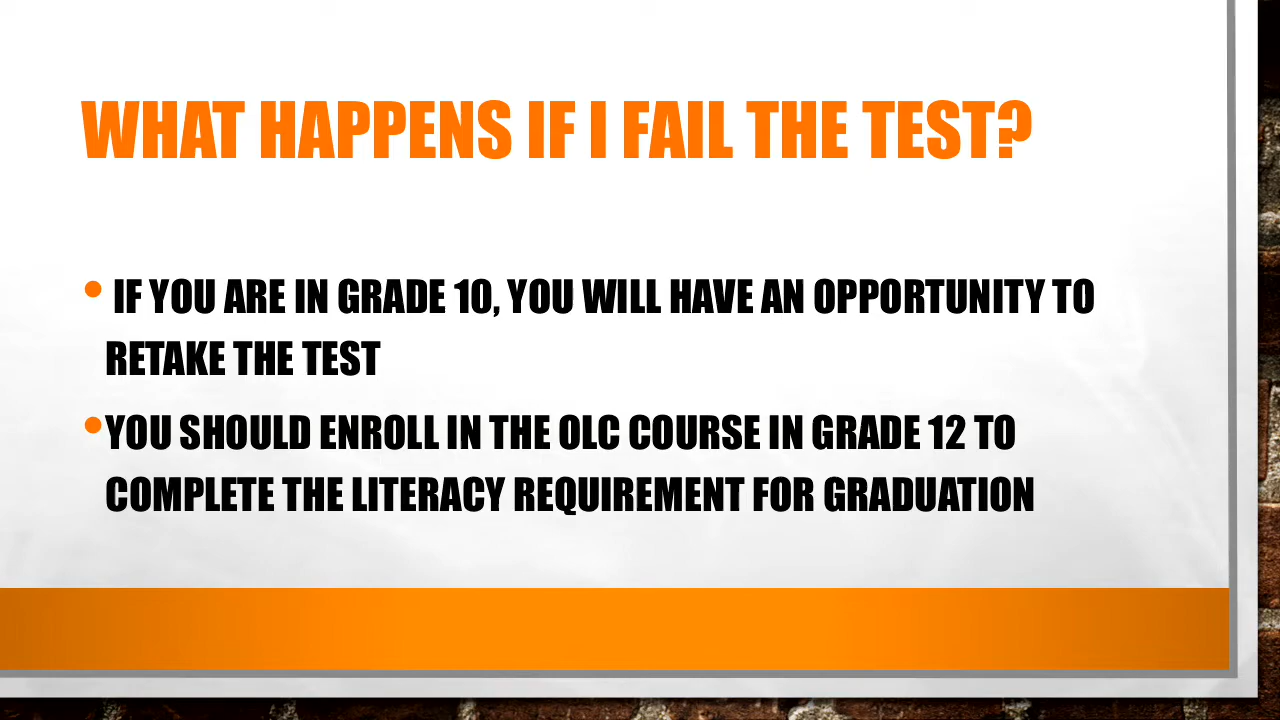 WHAT HAPPENS IF I FAIL THE TEST?
• IF YOU ARE IN GRADE 10, YOU WILL HAVE AN OPPORTUNITY TO
RETAKE THE TEST
•YOU SHOULD ENROLL IN THE OLC COURSE IN GRADE 12 TO
COMPLETE THE LITERACY REQUIREMENT FOR GRADUATION